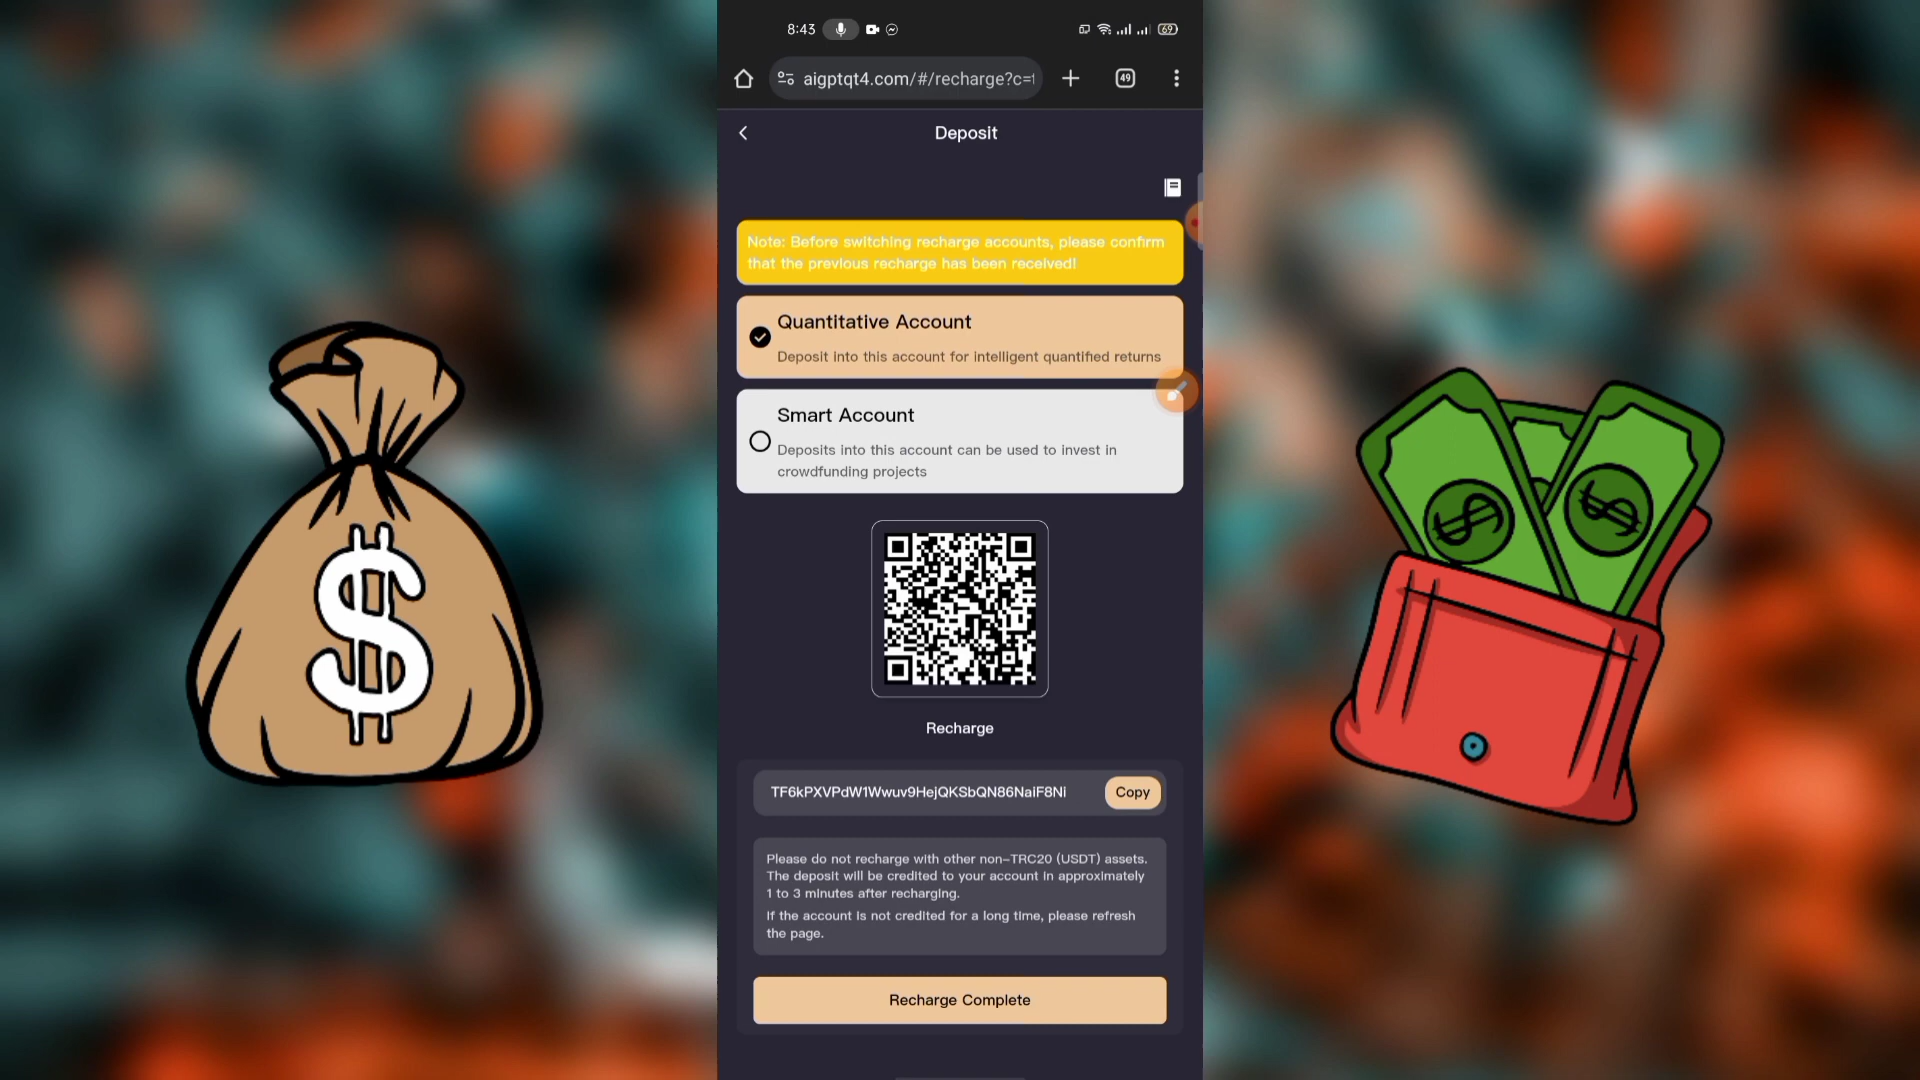 8:43
69
aigptqt4.com/#/recharge?c=
49
Deposit
Note: Before switching recharge accounts, please confirm
that the previous recharge has been received!
Quantitative Account
Deposit into this account for intelligent quantified returns
Smart Account
Deposits into this account can be used to invest in
crowdfunding projects
Recharge
TF6kPXVPdW1Wwuv9HejQKSbQN86NaiF8Ni
Copy
Please do not recharge with other non-TRC20 (USDT) assets.
The deposit will be credited to your account in approximately
1 to 3 minutes after recharging.
If the account is not credited for a long time, please refresh
the page.
Recharge Complete
$